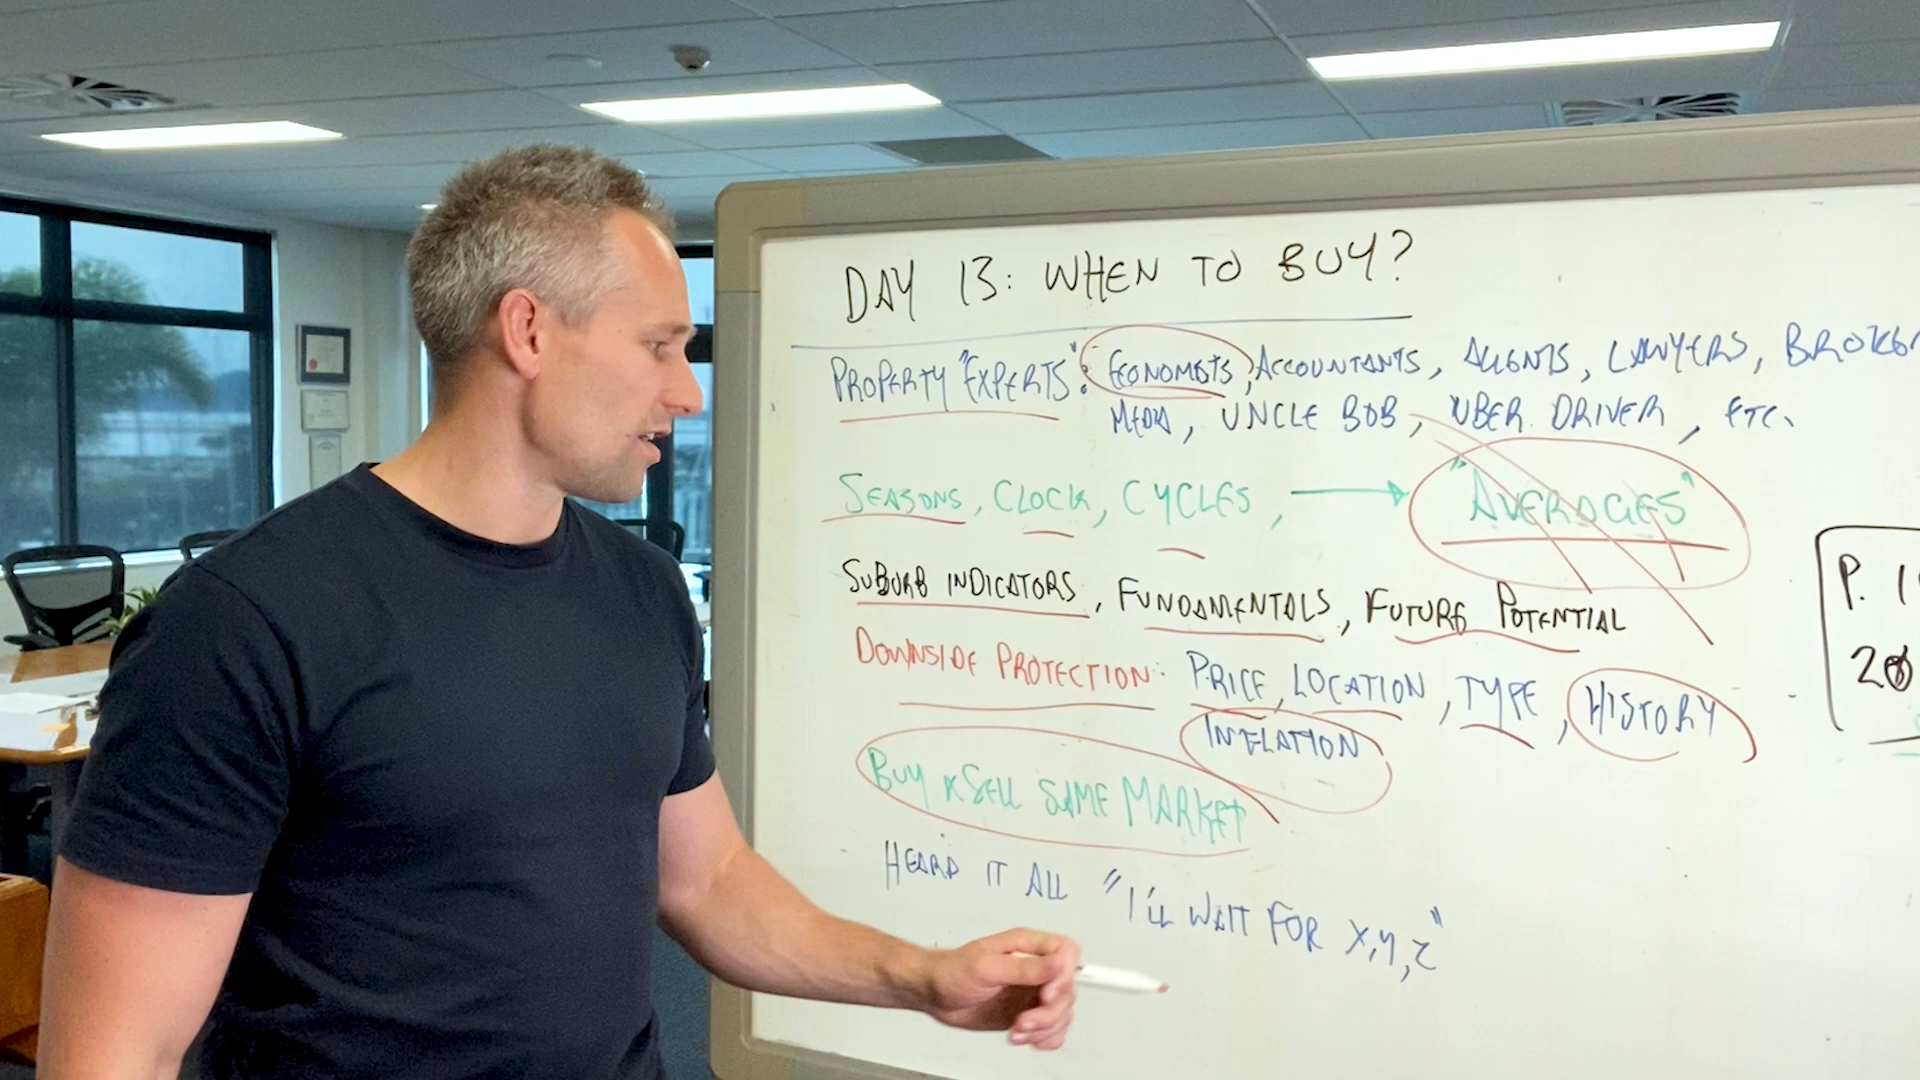 DAY 13: WHEN TO BUY?
PROPERTY "EXPERTS": ECONOMISTS, ACCOUNTANTS, AGENTS, LAWYERS, BROKER
MEDIA, UNCLE BOB, UBER DRIVER, ETC.
SEASONS, CLOCK, CYCLES, → "AVERAGES"
SUBURB INDICATORS, FUNDAMENTALS, FUTURE POTENTIAL
DOWNSIDE PROTECTION: PRICE, LOCATION, TYPE, HISTORY
INFLATION
BUY & SELL SAME MARKET
HEARD IT ALL "I'LL WAIT FOR X,Y,Z"
P. 1